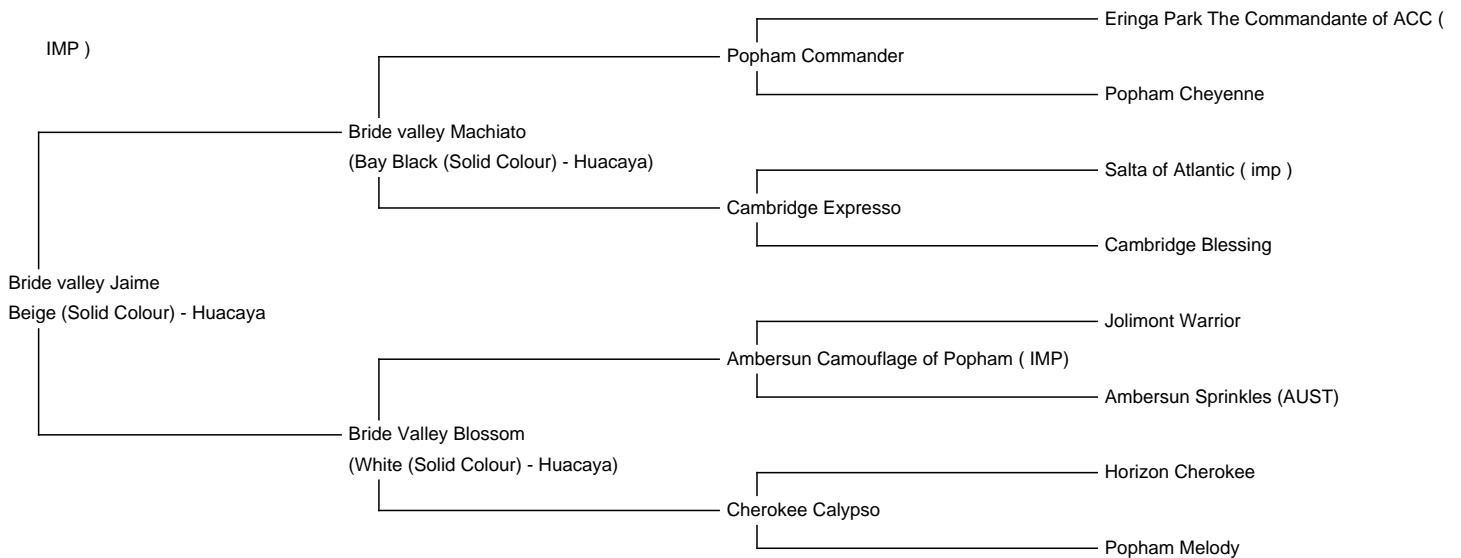 Eringa Park The Commandante of ACC (
IMP )
Popham Commander
Popham Cheyenne
Bride valley Machiato
(Bay Black (Solid Colour) - Huacaya)
Salta of Atlantic ( imp )
Cambridge Expresso
Cambridge Blessing
Bride valley Jaime
Beige (Solid Colour) - Huacaya
Jolimont Warrior
Ambersun Camouflage of Popham ( IMP)
Ambersun Sprinkles (AUST)
Bride Valley Blossom
(White (Solid Colour) - Huacaya)
Horizon Cherokee
Cherokee Calypso
Popham Melody